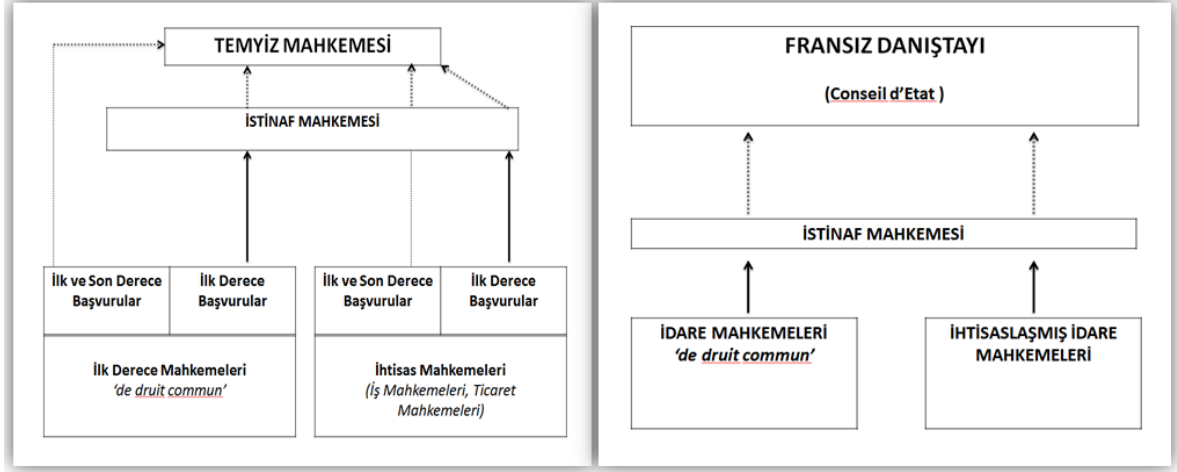 TEMYİZ MAHKEMESİ
İSTİNAF MAHKEMESİ
İlk ve Son Derece
Başvurular
İlk Derece
Başvurular
İlk ve Son Derece
Başvurular
İlk Derece
Başvurular
İlk Derece Mahkemeleri
‘de druit commun’
İhtisas Mahkemeleri
(İş Mahkemeleri, Ticaret
Mahkemeleri)
FRANSIZ DANIŞTAYI
(Conseil d’Etat )
İSTİNAF MAHKEMESİ
İDARE MAHKEMELERİ
‘de druit commun’
İHTİSASLAŞMIŞ İDARE
MAHKEMELERİ